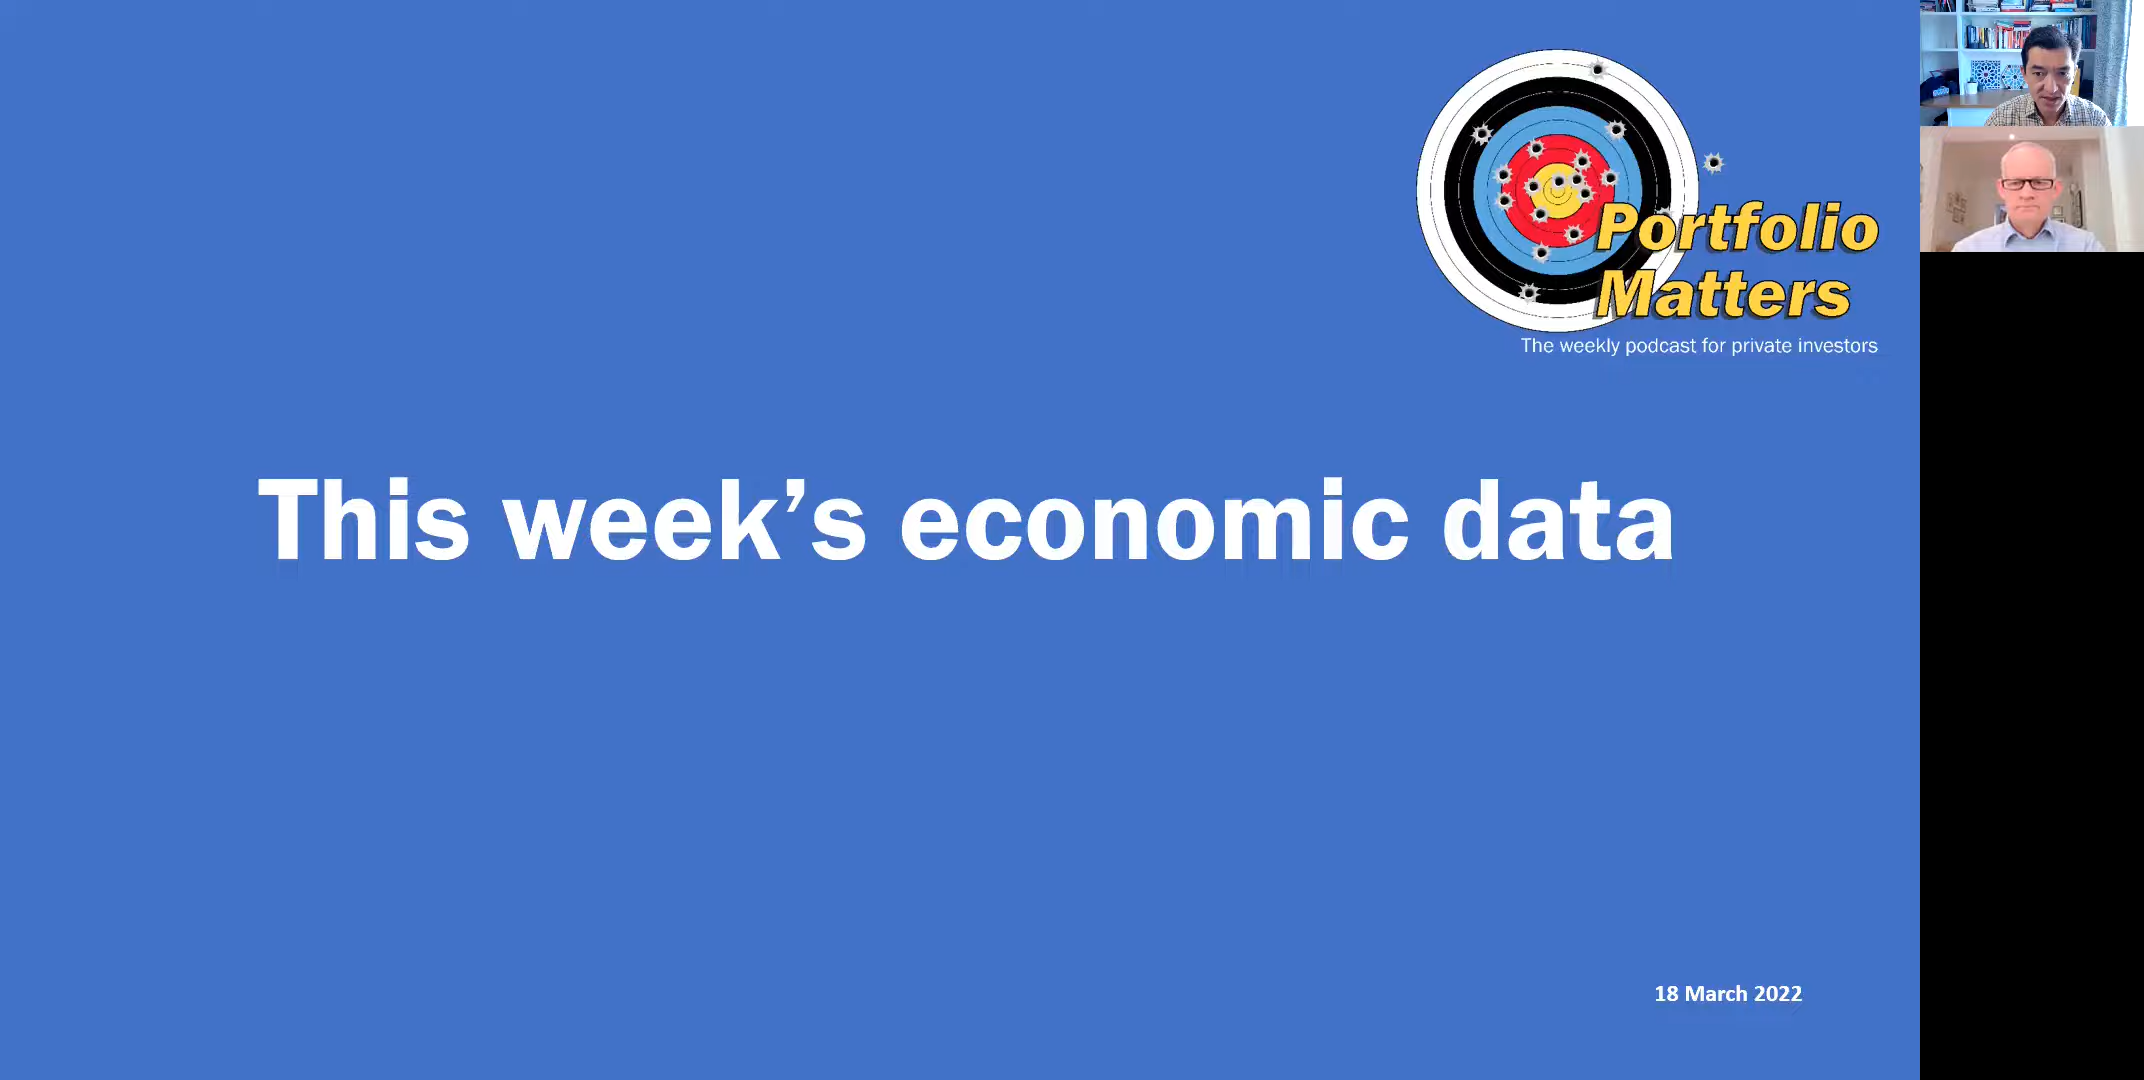 Portfolio
Matters
The weekly podcast for private investors
This week’s economic data
18 March 2022